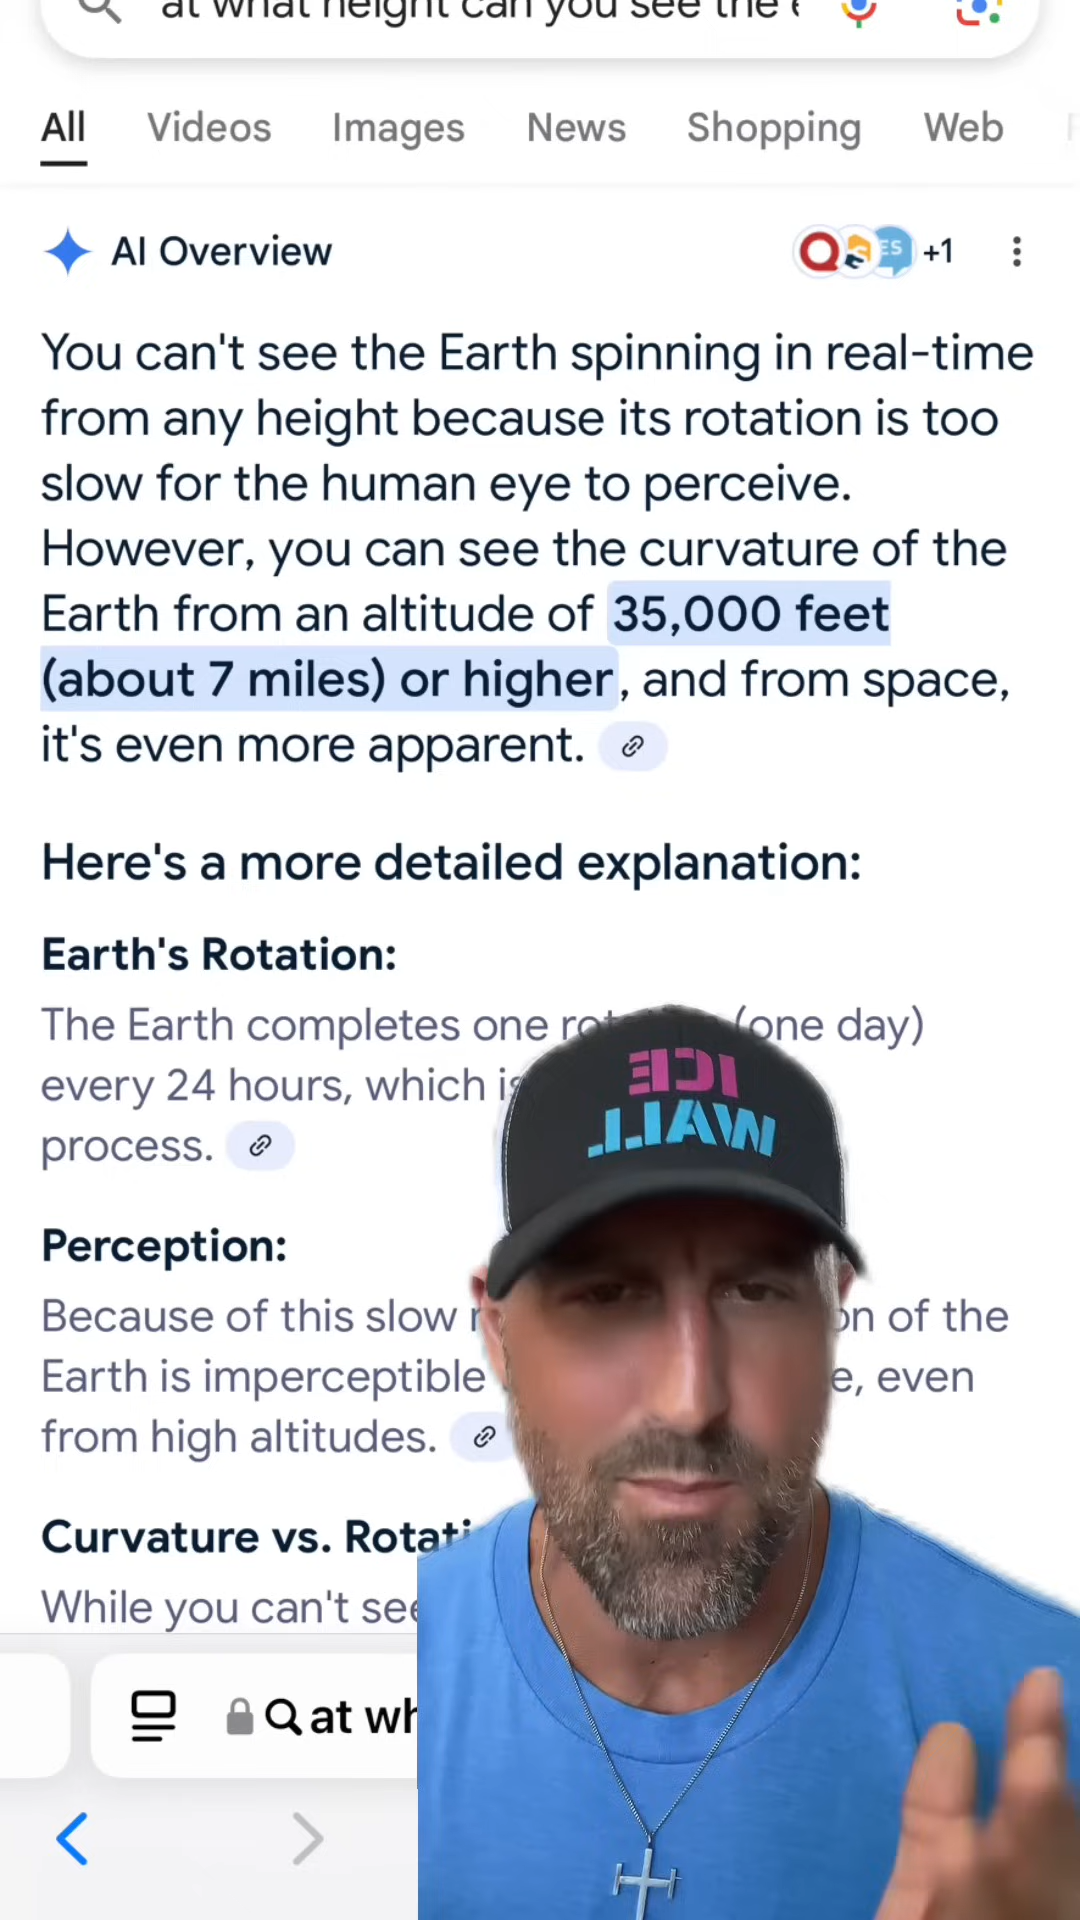 at what height can you see the
All Videos Images News Shopping Web
AI Overview ES +1
You can't see the Earth spinning in real-time
from any height because its rotation is too
slow for the human eye to perceive.
However, you can see the curvature of the
Earth from an altitude of 35,000 feet
(about 7 miles) or higher, and from space,
it's even more apparent.
Here's a more detailed explanation:
Earth's Rotation:
The Earth completes one (one day)
every 24 hours, which
process.
Perception:
Because of this slow of the
Earth is imperceptible even
from high altitudes.
Curvature vs.
While you can't
at
ICE
WALL